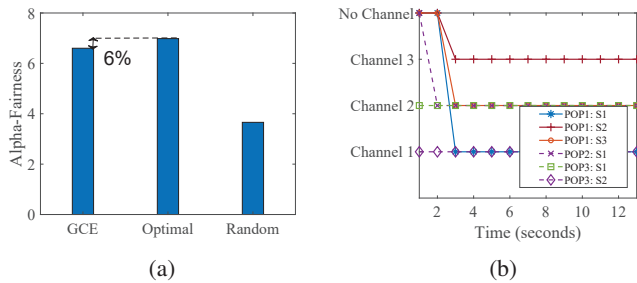 8
6
4
2
0
Alpha-Fairness
6%
GCE Optimal Random
(a)
No Channel
Channel 3
Channel 2
Channel 1
POP1: S1
POP1: S2
POP1: S3
POP2: S1
POP3: S1
POP3: S2
2 4 6 8 10 12
Time (seconds)
(b)